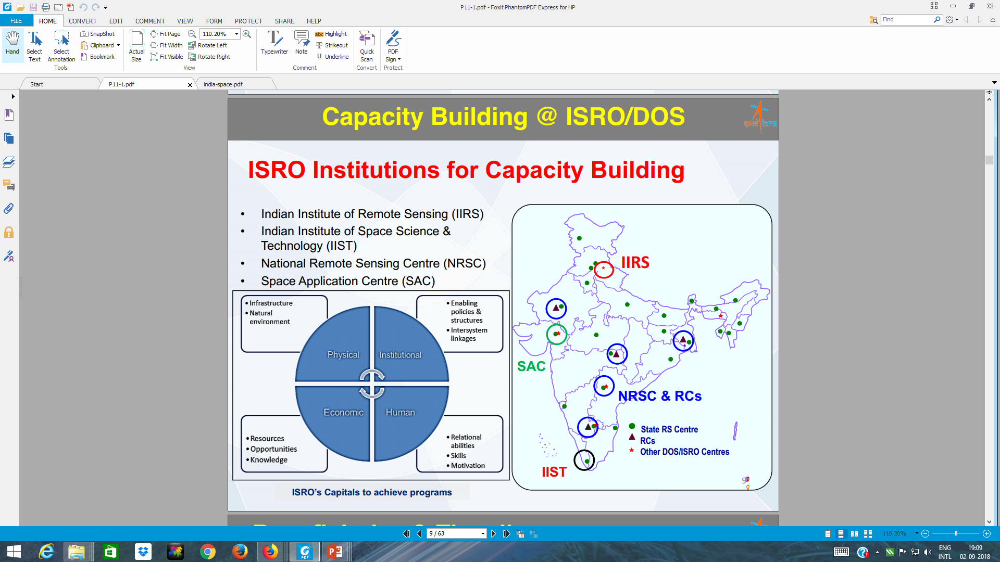 P11-1.pdf - Foxit PhantomPDF Express for HP
FILE HOME CONVERT EDIT COMMENT VIEW FORM PROTECT SHARE HELP
Find
Hand
Select Text
Select Annotation
SnapShot
Clipboard
Bookmark
Tools
Actual Size
Fit Page
Fit Width
Fit Visible
110.20%
Rotate Left
Rotate Right
View
Typewriter
Note
abc Highlight
T Strikeout
U Underline
Comment
Quick Scan
Convert
PDF Sign
Protect
Start
P11-1.pdf
india-space.pdf
Capacity Building @ ISRO/DOS
इसरो isro
ISRO Institutions for Capacity Building
• Indian Institute of Remote Sensing (IIRS)
• Indian Institute of Space Science &
Technology (IIST)
• National Remote Sensing Centre (NRSC)
• Space Application Centre (SAC)
• Infrastructure
• Natural
environment
• Enabling
policies &
structures
• Intersystem
linkages
Physical
Institutional
Economic
Human
• Resources
• Opportunities
• Knowledge
• Relational
abilities
• Skills
• Motivation
ISRO's Capitals to achieve programs
IIRS
SAC
NRSC & RCs
IIST
State RS Centre
RCs
Other DOS/ISRO Centres
9
9 / 63
110.20%
PDF
ENG
INTL
19:09
02-09-2018